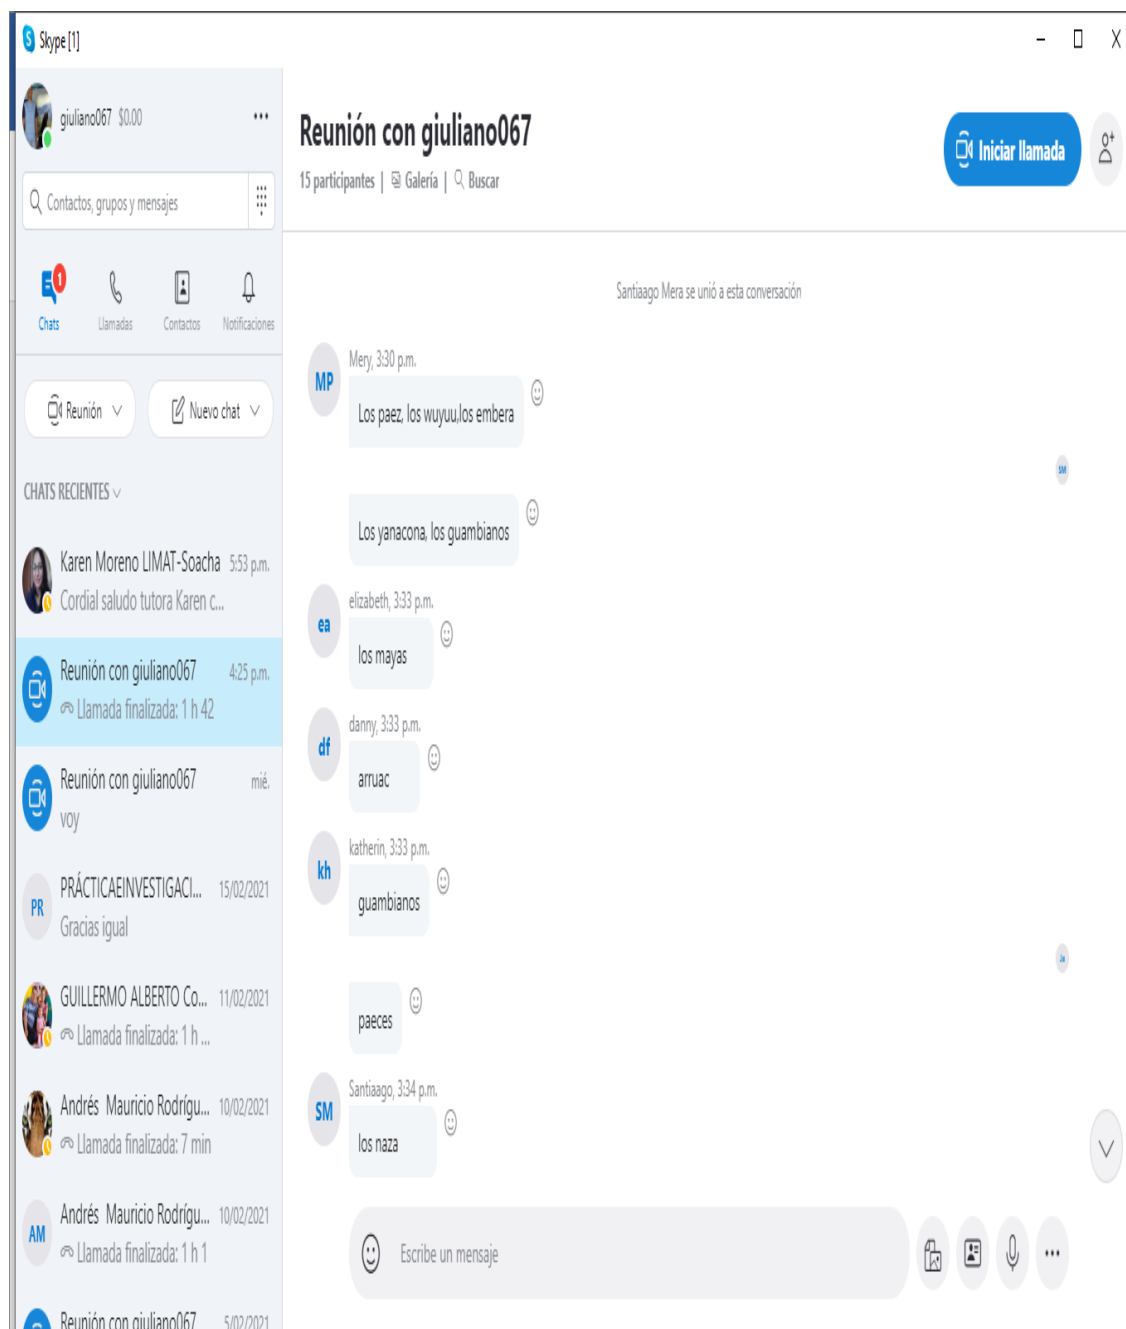 Skype [1]
giuliano067 $0.00
Contactos, grupos y mensajes
1
Chats Llamadas Contactos Notificaciones
Reunión Nuevo chat
CHATS RECIENTES
Karen Moreno LIMAT-Soacha 5:53 p.m.
Cordial saludo tutora Karen c...
Reunión con giuliano067 4:25 p.m.
Llamada finalizada: 1 h 42
Reunión con giuliano067 mié.
voy
PR
PRÁCTICAEINVESTIGACI... 15/02/2021
Gracias igual
GUILLERMO ALBERTO Co... 11/02/2021
Llamada finalizada: 1 h ...
Andrés Mauricio Rodrígu... 10/02/2021
Llamada finalizada: 7 min
AM
Andrés Mauricio Rodrígu... 10/02/2021
Llamada finalizada: 1 h 1
Reunión con giuliano067 5/02/2021
Reunión con giuliano067
15 participantes | Galería | Buscar
Iniciar llamada
Santiaago Mera se unió a esta conversación
MP
Mery, 3:30 p.m.
Los paez, los wuyuu,los embera
SM
Los yanacona, los guambianos
ea
elizabeth, 3:33 p.m.
los mayas
df
danny, 3:33 p.m.
arruac
kh
katherin, 3:33 p.m.
guambianos
paeces
SM
Santiaago, 3:34 p.m.
los naza
Escribe un mensaje